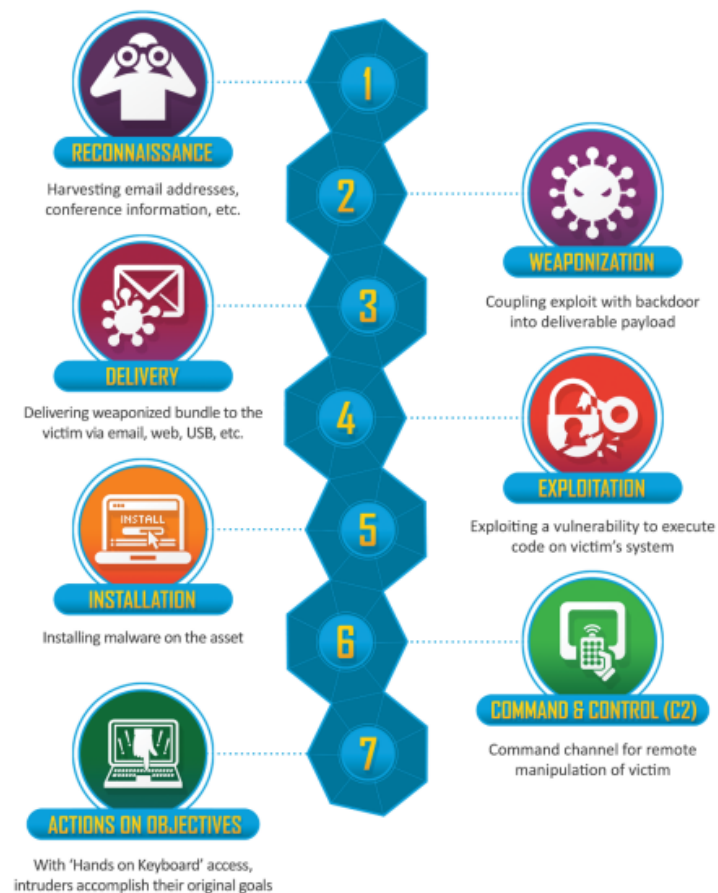 1
RECONNAISSANCE
Harvesting email addresses,
conference information, etc.
2
WEAPONIZATION
Coupling exploit with backdoor
into deliverable payload
3
DELIVERY
Delivering weaponized bundle to the
victim via email, web, USB, etc.
4
EXPLOITATION
Exploiting a vulnerability to execute
code on victim's system
5
INSTALL
INSTALLATION
Installing malware on the asset
6
COMMAND & CONTROL (C2)
Command channel for remote
manipulation of victim
7
ACTIONS ON OBJECTIVES
With 'Hands on Keyboard' access,
intruders accomplish their original goals